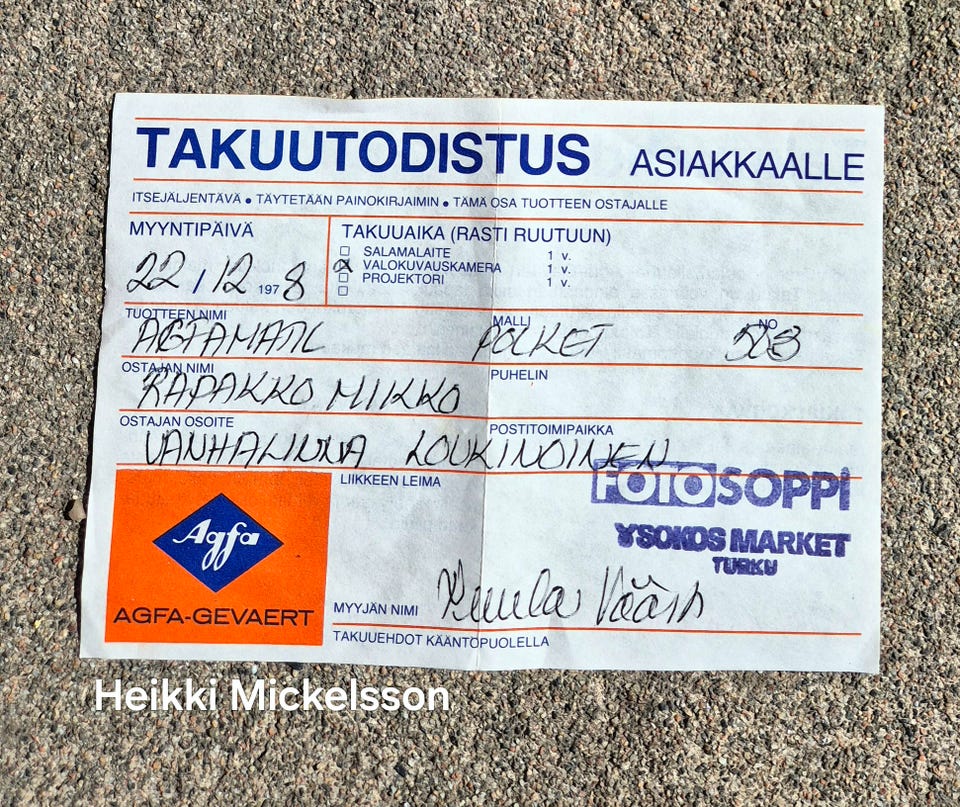 TAKUUTODISTUS ASIAKKAALLE
ITSEJÄLJENTÄVÄ • TÄYTETÄÄN PAINOKIRJAIMIN • TÄMÄ OSA TUOTTEEN OSTAJALLE
MYYNTIPÄIVÄ
22 / 12 1978
TAKUUAIKA (RASTI RUUTUUN)
SALAMALAITE 1 v.
x VALOKUVAUSKAMERA 1 v.
PROJEKTORI 1 v.
TUOTTEEN NIMI MALLI NO
AGFAMATIC POCKET 508
OSTAJAN NIMI PUHELIN
RAPAKKO MIKKO
OSTAJAN OSOITE POSTITOIMIPAIKKA
VANHALINNA LOUKINOINEN
LIIKKEEN LEIMA
FOTOSOPPI
SOKOS MARKET
TURKU
Agfa
AGFA-GEVAERT
MYYJÄN NIMI
TAKUUEHDOT KÄÄNTÖPUOLELLA
Heikki Mickelsson